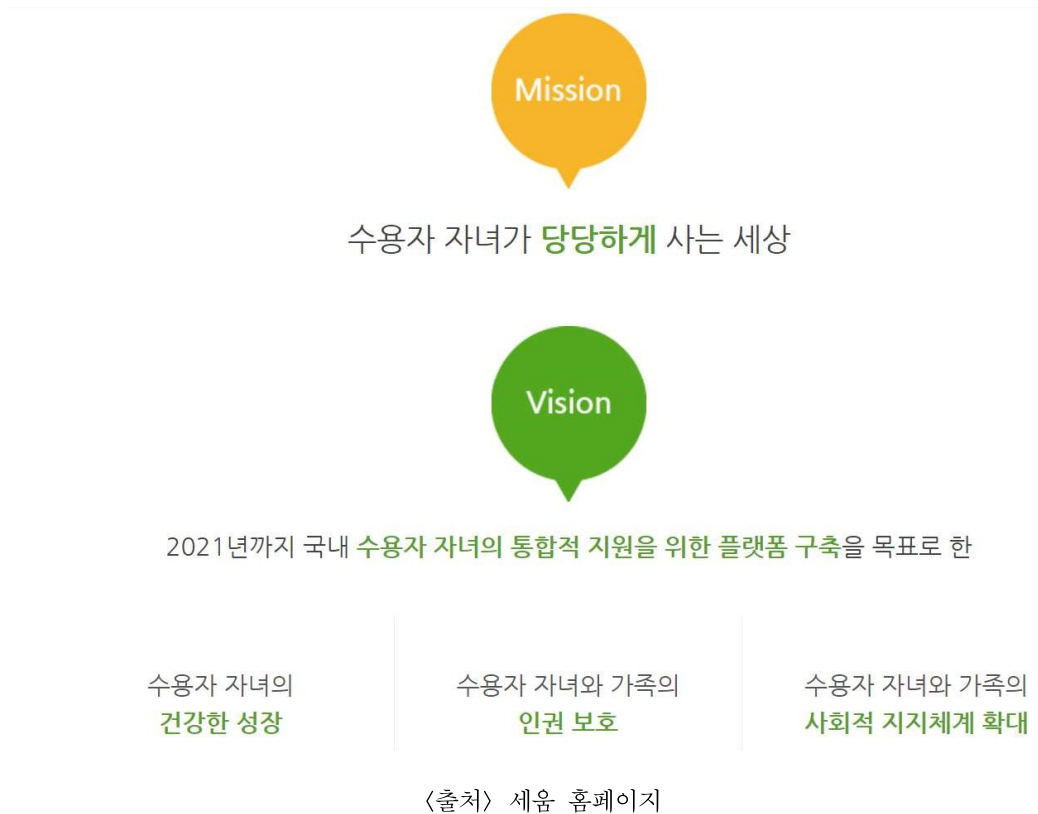 Mission
수용자 자녀가 당당하게 사는 세상
Vision
2021년까지 국내 수용자 자녀의 통합적 지원을 위한 플랫폼 구축을 목표로 한
수용자 자녀의
건강한 성장
수용자 자녀와 가족의
인권 보호
수용자 자녀와 가족의
사회적 지지체계 확대
〈출처〉 세움 홈페이지